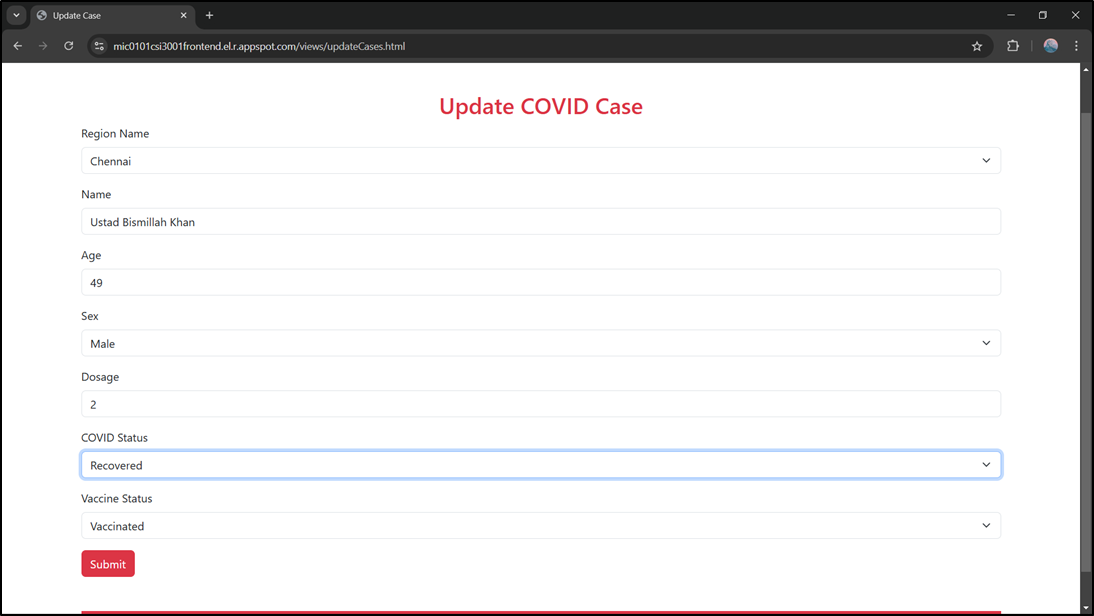 Update Case
mic0101csi3001frontend.el.r.appspot.com/views/updateCases.html
Update COVID Case
Region Name
Chennai
Name
Ustad Bismillah Khan
Age
49
Sex
Male
Dosage
2
COVID Status
Recovered
Vaccine Status
Vaccinated
Submit